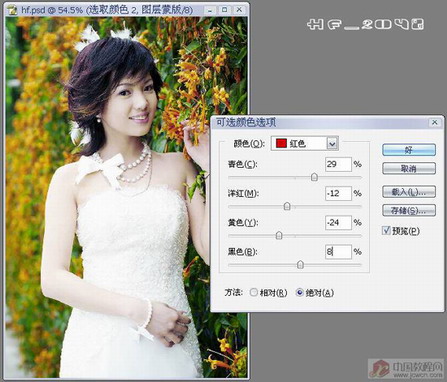 hf.psd @ 54.5% (选取颜色 2, 图层蒙版/8)
HF_2048
可选颜色选项
颜色(O): 红色
青色(C): 29 %
洋红(M): -12 %
黄色(Y): -24 %
黑色(B): 8 %
方法: 相对(R) 绝对(A)
好
取消
载入(L)...
存储(S)...
预览(P)
中国教程网
www.jcwcn.com